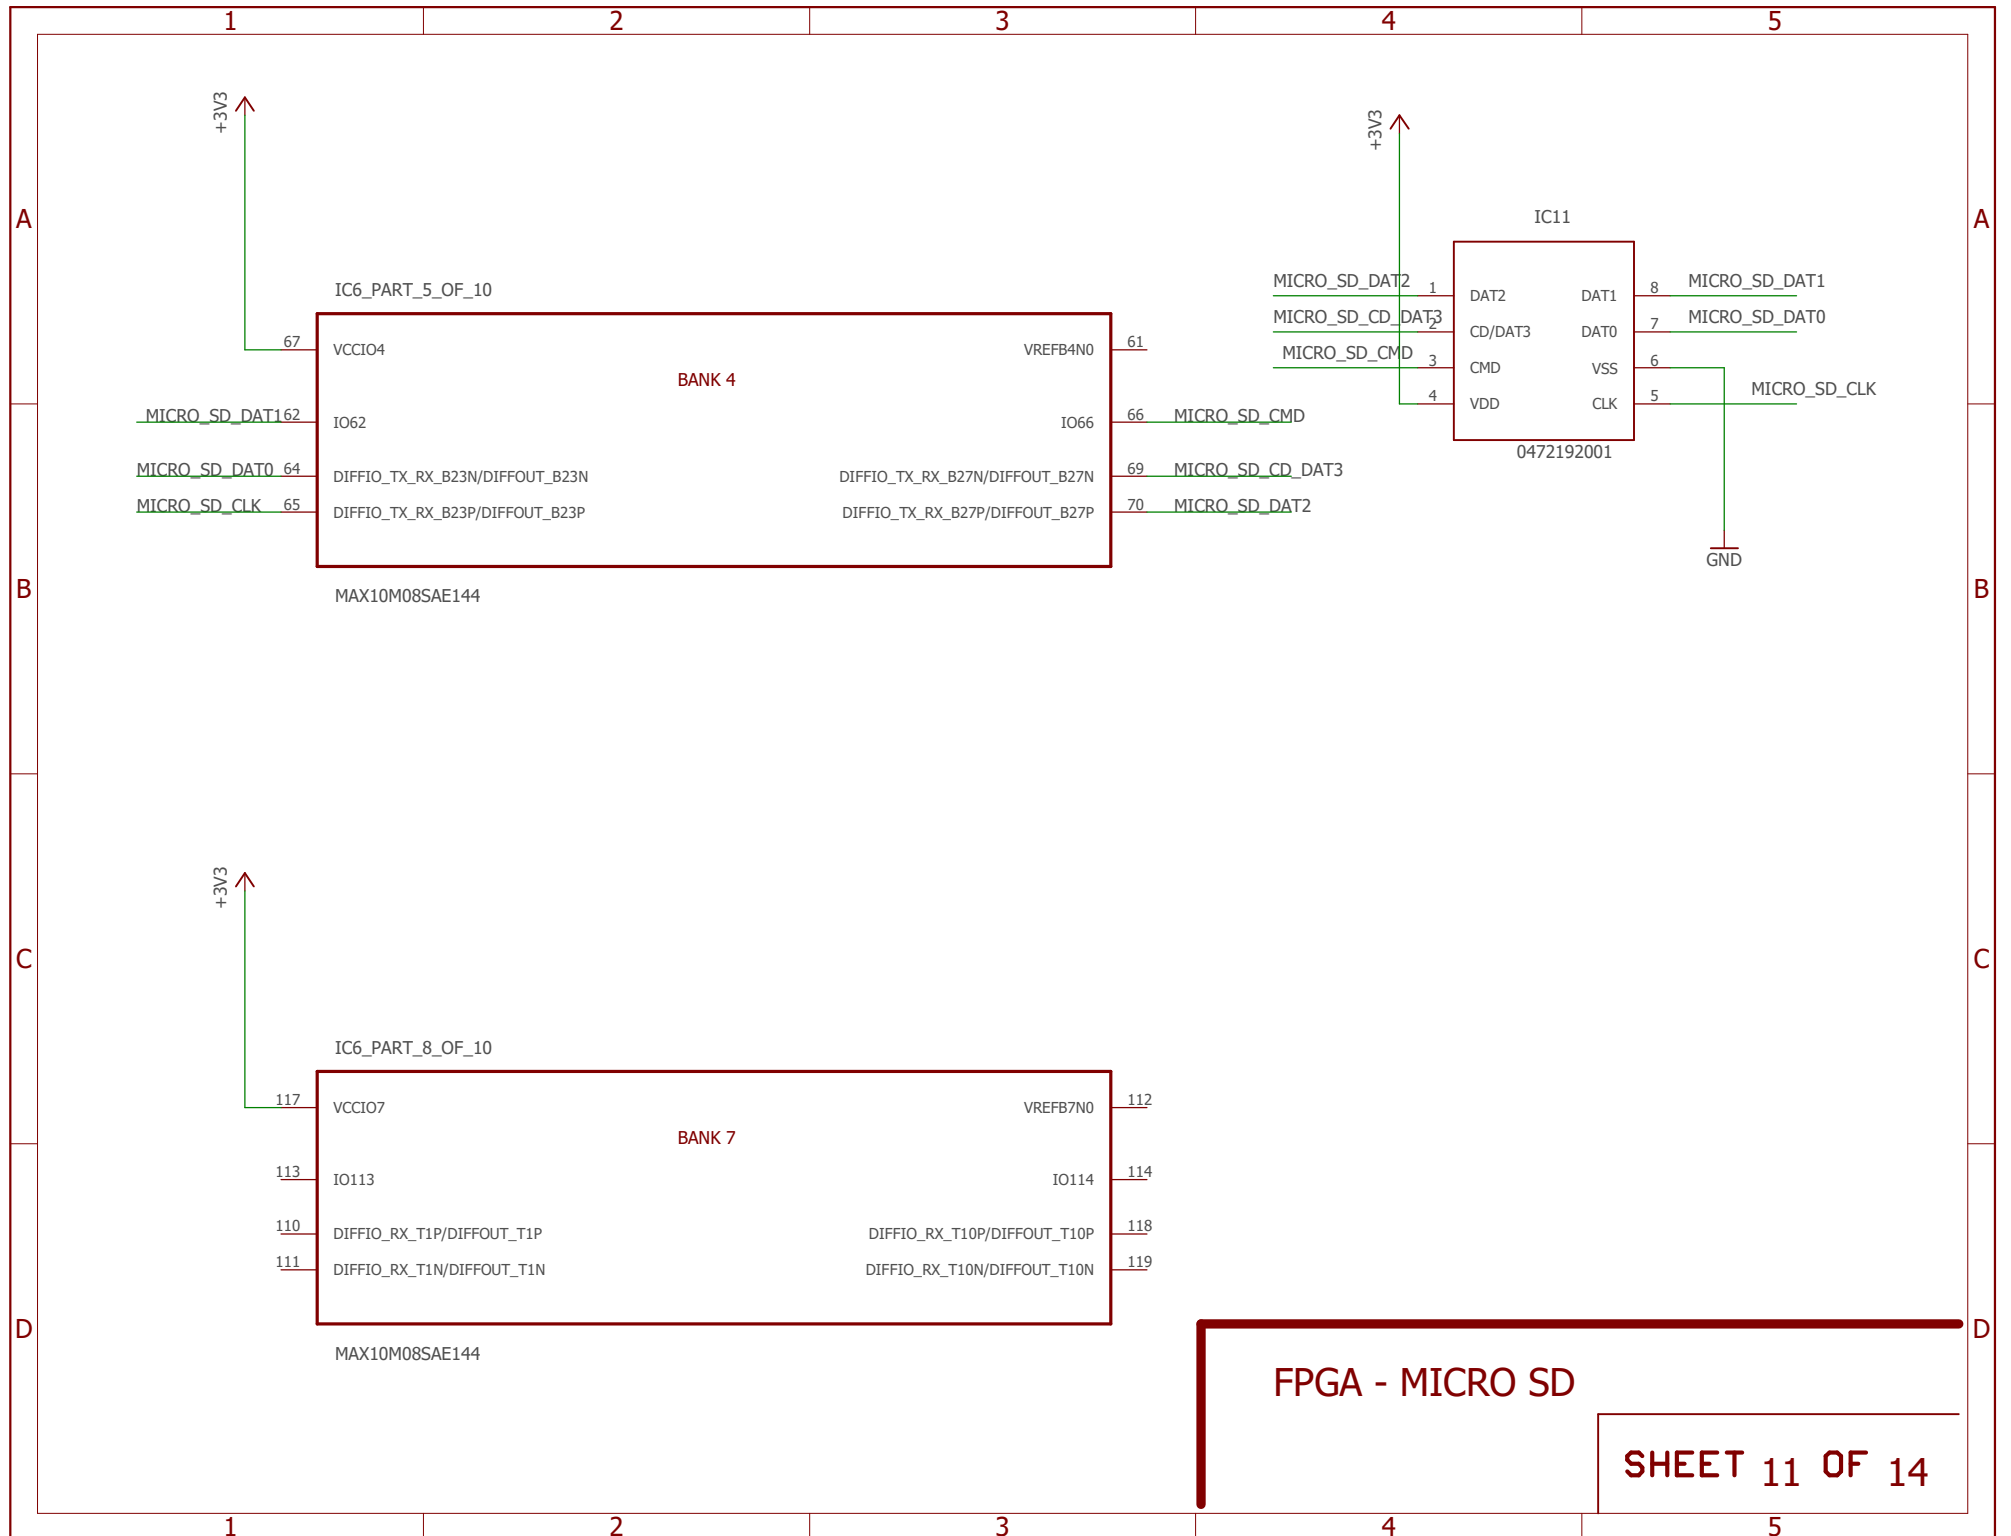 1 2 3 4 5
A A
B B
C C
D D
+3V3
IC6_PART_5_OF_10
67 VCCIO4 VREFB4N0 61
BANK 4
MICRO_SD_DAT1 62 IO62 IO66 66 MICRO_SD_CMD
MICRO_SD_DAT0 64 DIFFIO_TX_RX_B23N/DIFFOUT_B23N DIFFIO_TX_RX_B27N/DIFFOUT_B27N 69 MICRO_SD_CD_DAT3
MICRO_SD_CLK 65 DIFFIO_TX_RX_B23P/DIFFOUT_B23P DIFFIO_TX_RX_B27P/DIFFOUT_B27P 70 MICRO_SD_DAT2
MAX10M08SAE144
+3V3
IC11
MICRO_SD_DAT2 1 DAT2 DAT1 8 MICRO_SD_DAT1
MICRO_SD_CD_DAT3 2 CD/DAT3 DAT0 7 MICRO_SD_DAT0
MICRO_SD_CMD 3 CMD VSS 6
4 VDD CLK 5 MICRO_SD_CLK
0472192001
GND
+3V3
IC6_PART_8_OF_10
117 VCCIO7 VREFB7N0 112
BANK 7
113 IO113 IO114 114
110 DIFFIO_RX_T1P/DIFFOUT_T1P DIFFIO_RX_T10P/DIFFOUT_T10P 118
111 DIFFIO_RX_T1N/DIFFOUT_T1N DIFFIO_RX_T10N/DIFFOUT_T10N 119
MAX10M08SAE144
FPGA - MICRO SD
SHEET 11 OF 14
1 2 3 4 5